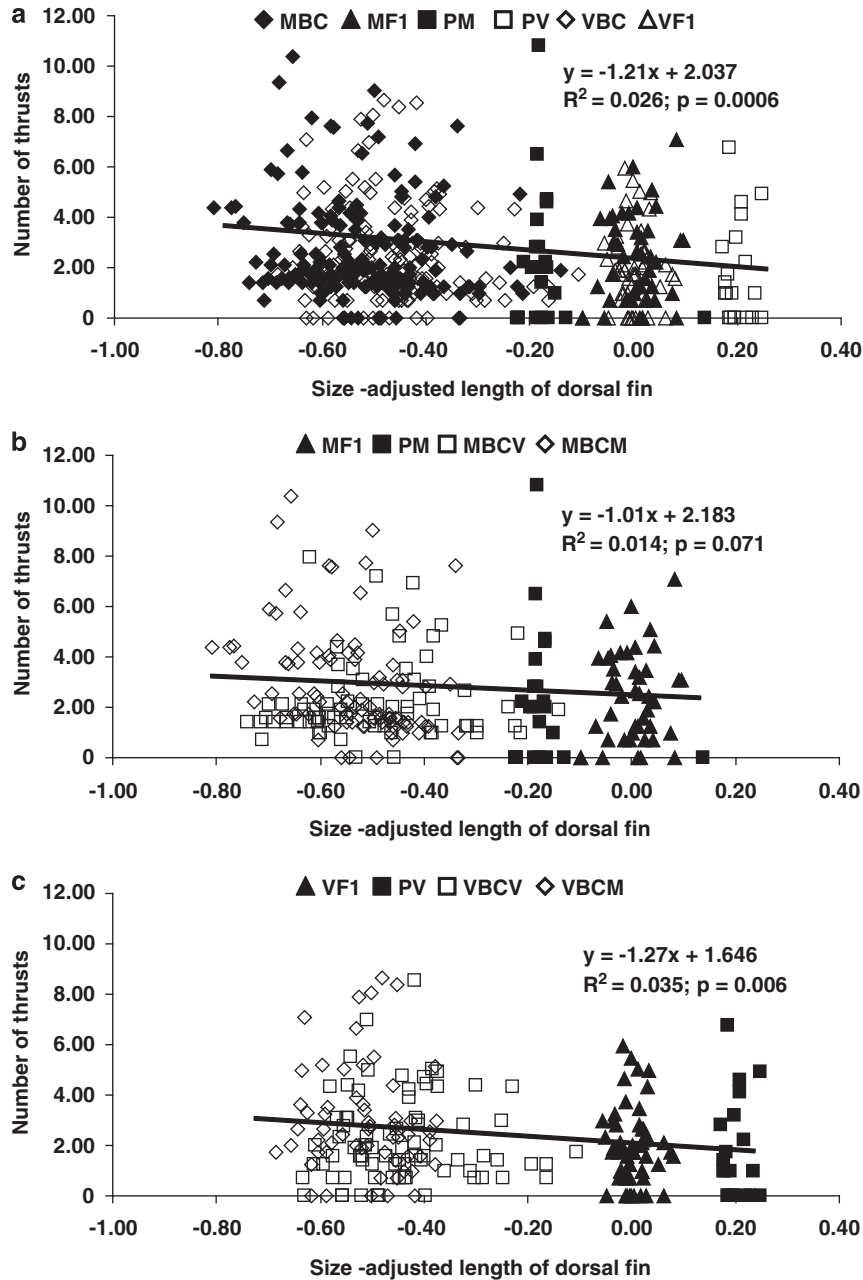 a
MBC MF1 PM PV VBC VF1
12.00
10.00
8.00
6.00
4.00
2.00
0
Number of thrusts
y = -1.21x + 2.037
R2 = 0.026; p = 0.0006
-1.00 -0.80 -0.60 -0.40 -0.20 0.00 0.20 0.40
Size -adjusted length of dorsal fin
b
MF1 PM MBCV MBCM
12.00
10.00
8.00
6.00
4.00
2.00
0
Number of thrusts
y = -1.01x + 2.183
R2 = 0.014; p = 0.071
-1.00 -0.80 -0.60 -0.40 -0.20 0.00 0.20 0.40
Size -adjusted length of dorsal fin
c
VF1 PV VBCV VBCM
12.00
10.00
8.00
6.00
4.00
2.00
0
Number of thrusts
y = -1.27x + 1.646
R2 = 0.035; p = 0.006
-1.00 -0.80 -0.60 -0.40 -0.20 0.00 0.20 0.40
Size -adjusted length of dorsal fin